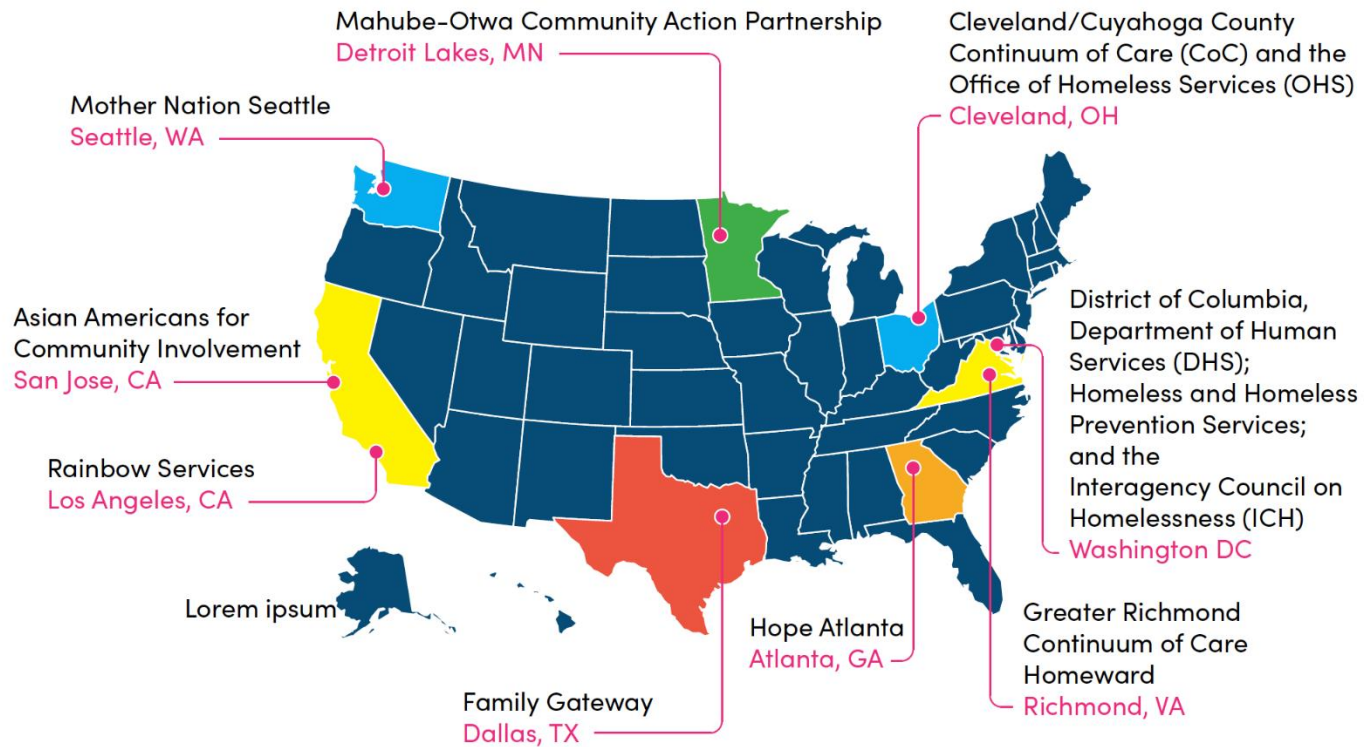 Mahube-Otwa Community Action Partnership
Detroit Lakes, MN
Cleveland/Cuyahoga County
Continuum of Care (CoC) and the
Office of Homeless Services (OHS)
Cleveland, OH
Mother Nation Seattle
Seattle, WA
Asian Americans for
Community Involvement
San Jose, CA
District of Columbia,
Department of Human
Services (DHS);
Homeless and Homeless
Prevention Services;
and the
Interagency Council on
Homelessness (ICH)
Washington DC
Rainbow Services
Los Angeles, CA
Lorem ipsum
Hope Atlanta
Atlanta, GA
Greater Richmond
Continuum of Care
Homeward
Richmond, VA
Family Gateway
Dallas, TX